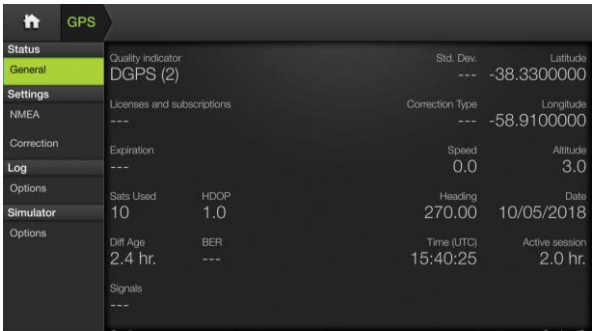 GPS
Status
General
Settings
NMEA
Correction
Log
Options
Simulator
Options
Quality indicator Std. Dev. Latitude
DGPS (2) --- -38.3300000
Licenses and subscriptions Correction Type Longitude
--- --- -58.9100000
Expiration Speed Altitude
--- 0.0 3.0
Sats Used HDOP Heading Date
10 1.0 270.00 10/05/2018
Diff Age BER Time (UTC) Active session
2.4 hr. --- 15:40:25 2.0 hr.
Signals
---